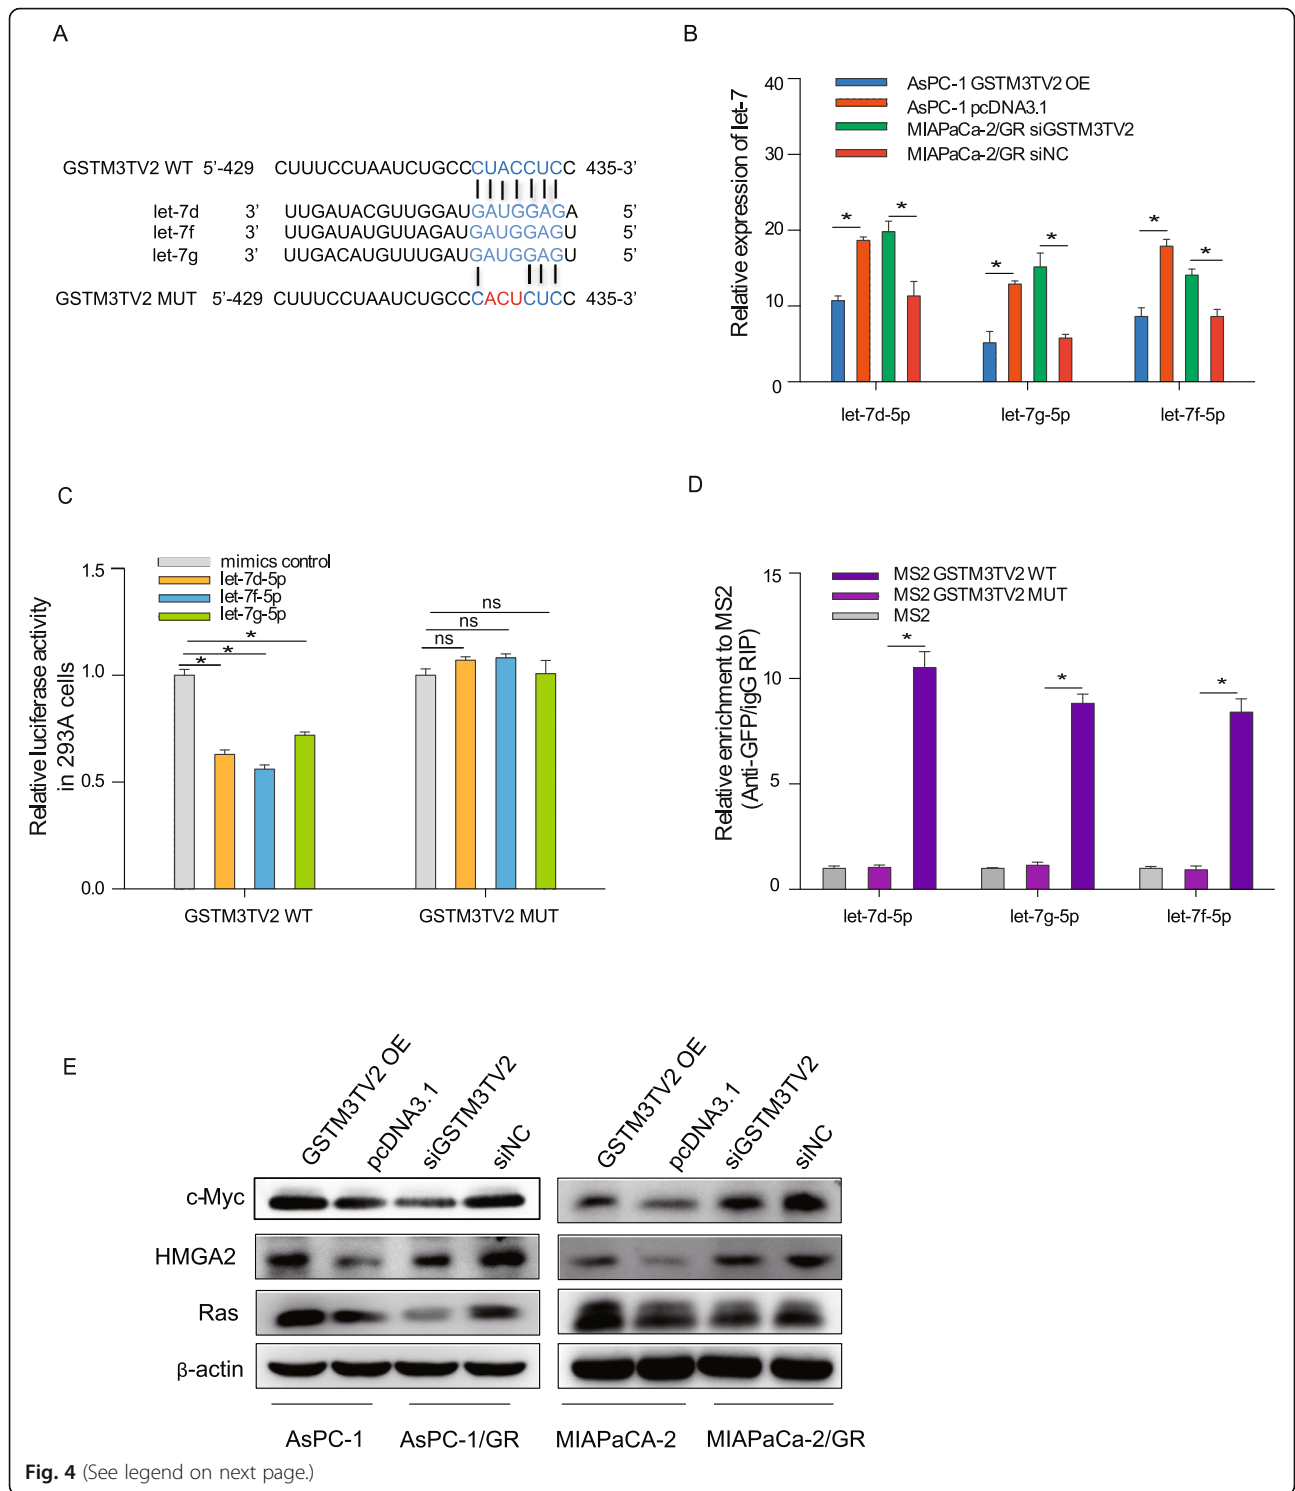 A
GSTM3TV2 WT 5'-429 CUUUCCUAAUCUGCCCUACCUCC 435-3'
let-7d 3' UUGAUACGUUGGAUGAUGGAGA 5'
let-7f 3' UUGAUAUGUUAGAUGAUGGAGU 5'
let-7g 3' UUGACAUGUUUGAUGAUGGAGU 5'
GSTM3TV2 MUT 5'-429 CUUUCCUAAUCUGCCCACUCUCC 435-3'
B
Relative expression of let-7
40
30
20
10
0
AsPC-1 GSTM3TV2 OE
AsPC-1 pcDNA3.1
MIAPaCa-2/GR siGSTM3TV2
MIAPaCa-2/GR siNC
* * * * * *
let-7d-5p let-7g-5p let-7f-5p
C
Relative luciferase activity
in 293A cells
1.5
1.0
0.5
0.0
mimics control
let-7d-5p
let-7f-5p
let-7g-5p
*
*
*
ns
ns
ns
GSTM3TV2 WT GSTM3TV2 MUT
D
Relative enrichment to MS2
(Anti-GFP/igG RIP)
15
10
5
0
MS2 GSTM3TV2 WT
MS2 GSTM3TV2 MUT
MS2
* * *
let-7d-5p let-7g-5p let-7f-5p
E
GSTM3TV2 OE pcDNA3.1 siGSTM3TV2 siNC GSTM3TV2 OE pcDNA3.1 siGSTM3TV2 siNC
c-Myc
HMGA2
Ras
β-actin
AsPC-1 AsPC-1/GR MIAPaCA-2 MIAPaCa-2/GR
Fig. 4 (See legend on next page.)